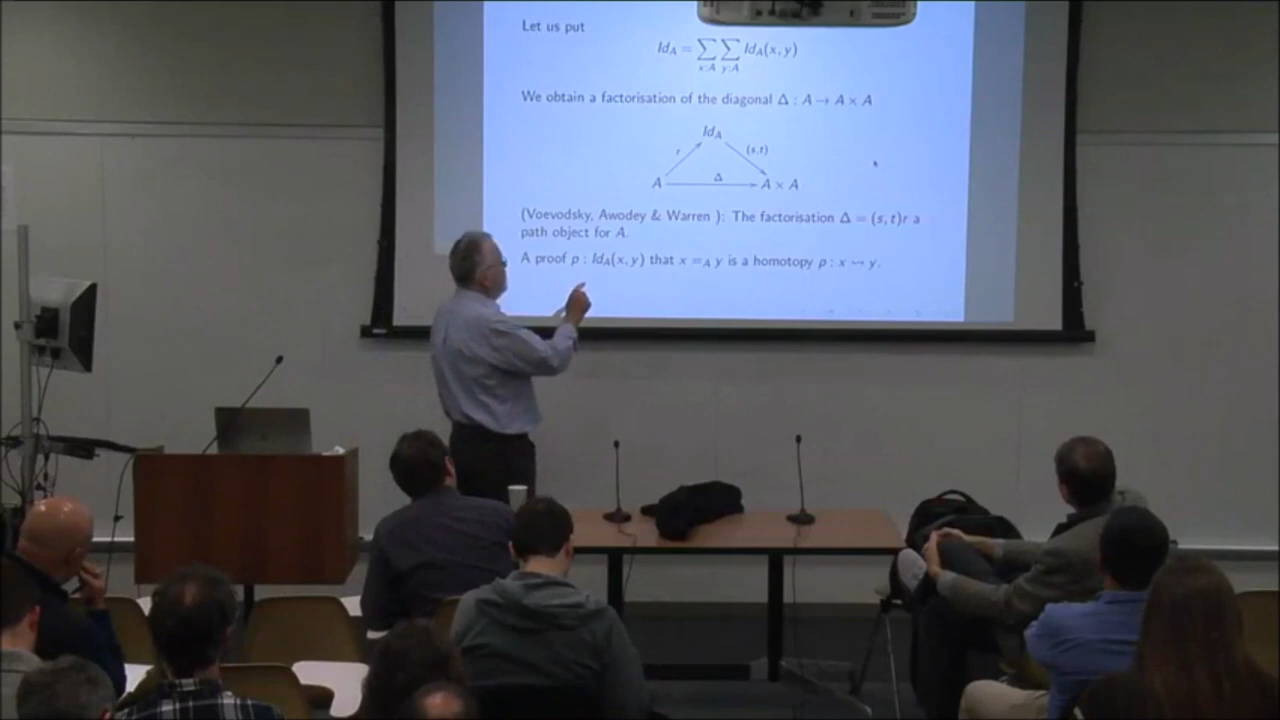 Let us put
Id_A = ∑_{x:A} ∑_{y:A} Id_A(x, y)
We obtain a factorisation of the diagonal Δ : A → A × A
Id_A
r (s,t)
A Δ A × A
(Voevodsky, Awodey & Warren ): The factorisation Δ = (s, t)r a
path object for A.
A proof p : Id_A(x, y) that x =_A y is a homotopy p : x ⇝ y.